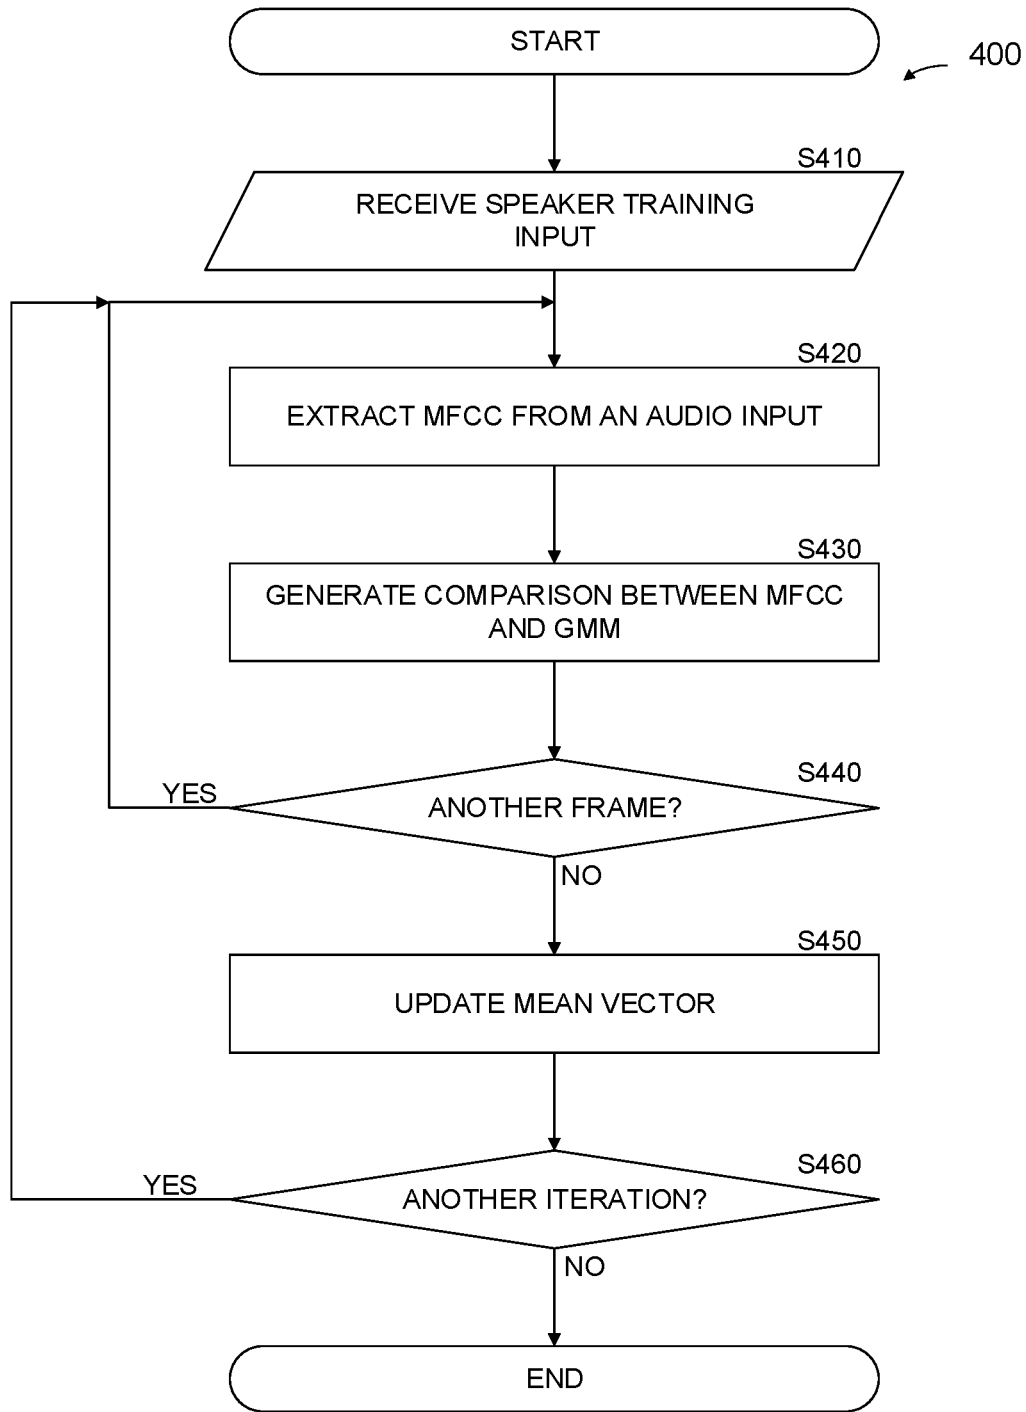 START
400
S410
RECEIVE SPEAKER TRAINING
INPUT
S420
EXTRACT MFCC FROM AN AUDIO INPUT
S430
GENERATE COMPARISON BETWEEN MFCC
AND GMM
S440
YES
ANOTHER FRAME?
NO
S450
UPDATE MEAN VECTOR
S460
YES
ANOTHER ITERATION?
NO
END